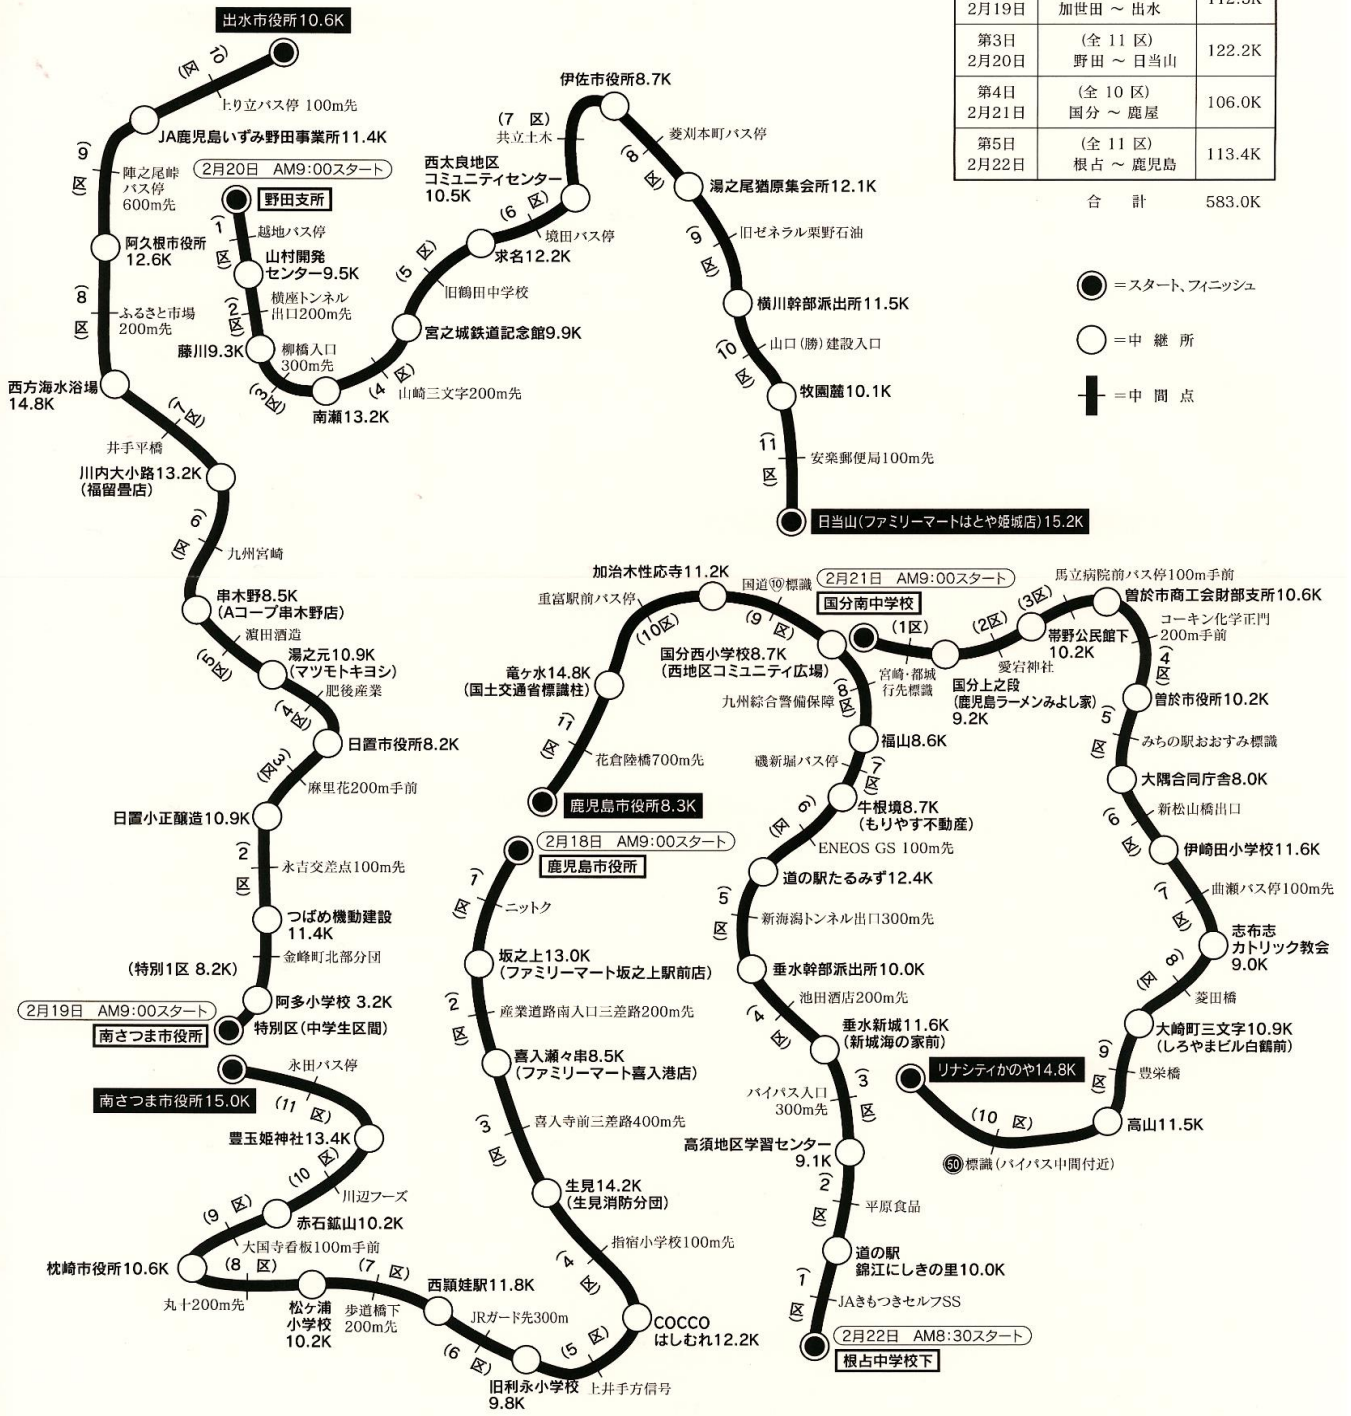 2月19日 加世田 ～ 出水
第3日 (全 11 区) 122.2K
2月20日 野田 ～ 日当山
第4日 (全 10 区) 106.0K
2月21日 国分 ～ 鹿屋
第5日 (全 11 区) 113.4K
2月22日 根占 ～ 鹿児島
合 計 583.0K
=スタート、フィニッシュ
=中 継 所
=中 間 点
出水市役所10.6K
(10 区)
上り立バス停 100m先
JA鹿児島いずみ野田事業所11.4K
(9 区)
陣之尾峠
バス停
600m先
阿久根市役所
12.6K
(8 区)
ふるさと市場
200m先
西方海水浴場
14.8K
(7 区)
井手平橋
川内大小路13.2K
(福留畳店)
(6 区)
九州宮崎
串木野8.5K
(Aコープ串木野店)
(5区)
濵田酒造
湯之元10.9K
(マツモトキヨシ)
(4区)
肥後産業
日置市役所8.2K
(3区)
麻里花200m手前
日置小正醸造10.9K
(2 区)
永吉交差点100m先
つばめ機動建設
11.4K
金峰町北部分団
(特別1区 8.2K)
阿多小学校 3.2K
特別区(中学生区間)
2月19日 AM9:00スタート
南さつま市役所
2月20日 AM9:00スタート
野田支所
(1 区)
越地バス停
山村開発
センター9.5K
(2 区)
横座トンネル
出口200m先
藤川9.3K
(3区)
柳橋入口
300m先
南瀬13.2K
(4 区)
山崎三文字200m先
宮之城鉄道記念館9.9K
(5 区)
旧鶴田中学校
求名12.2K
(6 区)
境田バス停
西太良地区
コミュニティセンター
10.5K
(7 区)
共立土木
伊佐市役所8.7K
(8 区)
菱刈本町バス停
湯之尾猶原集会所12.1K
(9 区)
旧ゼネラル栗野石油
横川幹部派出所11.5K
(10 区)
山口(勝)建設入口
牧園麓10.1K
(11 区)
安楽郵便局100m先
日当山(ファミリーマートはとや姫城店)15.2K
2月21日 AM9:00スタート
国分南中学校
(1区)
宮崎・都城
行先標識
国分上之段
(鹿児島ラーメンみよし家)
9.2K
(2区)
愛宕神社
帯野公民館下
10.2K
(3区)
馬立病院前バス停100m手前
曽於市商工会財部支所10.6K
コーキン化学正門
200m手前
(4区)
曽於市役所10.2K
(5 区)
みちの駅おおすみ標識
大隅合同庁舎8.0K
(6 区)
新松山橋出口
伊崎田小学校11.6K
(7 区)
曲瀬バス停100m先
志布志
カトリック教会
9.0K
(8 区)
菱田橋
大崎町三文字10.9K
(しろやまビル白鶴前)
(9 区)
豊栄橋
高山11.5K
(10 区)
㊿標識(バイパス中間付近)
リナシティかのや14.8K
加治木性応寺11.2K
重富駅前バス停
(10区)
国道⑩標識
(9 区)
国分西小学校8.7K
(西地区コミュニティ広場)
竜ヶ水14.8K
(国土交通省標識柱)
(11 区)
花倉陸橋700m先
鹿児島市役所8.3K
九州綜合警備保障
(8区)
福山8.6K
磯新堀バス停
(7 区)
牛根境8.7K
(もりやす不動産)
(6 区)
ENEOS GS 100m先
道の駅たるみず12.4K
(5 区)
新海潟トンネル出口300m先
垂水幹部派出所10.0K
(4 区)
池田酒店200m先
垂水新城11.6K
(新城海の家前)
(3 区)
バイパス入口
300m先
高須地区学習センター
9.1K
(2 区)
平原食品
道の駅
錦江にしきの里10.0K
(1 区)
JAきもつきセルフSS
2月22日 AM8:30スタート
根占中学校下
2月18日 AM9:00スタート
鹿児島市役所
(1 区)
ニットク
坂之上13.0K
(ファミリーマート坂之上駅前店)
(2 区)
産業道路南入口三差路200m先
喜入瀬々串8.5K
(ファミリーマート喜入港店)
(3 区)
喜入寺前三差路400m先
生見14.2K
(生見消防分団)
(4 区)
指宿小学校100m先
COCCO
はしむれ12.2K
(5 区)
上井手方信号
旧利永小学校
9.8K
(6 区)
JRガード先300m
西頴娃駅11.8K
(7 区)
歩道橋下
200m先
松ヶ浦
小学校
10.2K
(8 区)
丸十200m先
枕崎市役所10.6K
(9 区)
大国寺看板100m手前
赤石鉱山10.2K
(10 区)
川辺フーズ
豊玉姫神社13.4K
(11 区)
永田バス停
南さつま市役所15.0K